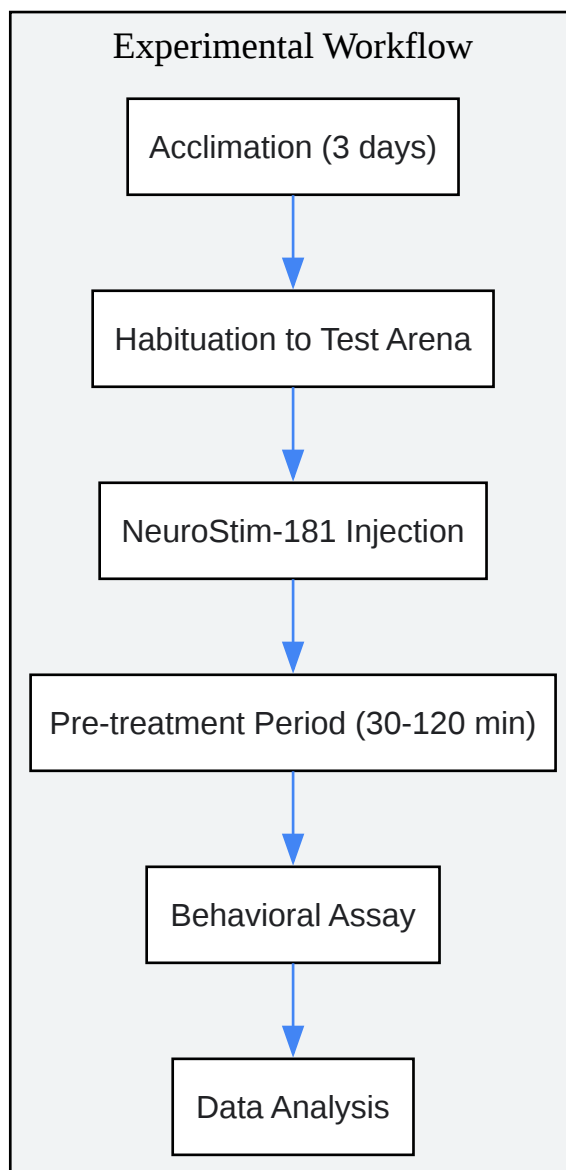 Experimental Workflow
Acclimation (3 days)
Habituation to Test Arena
NeuroStim-181 Injection
Pre-treatment Period (30-120 min)
Behavioral Assay
Data Analysis